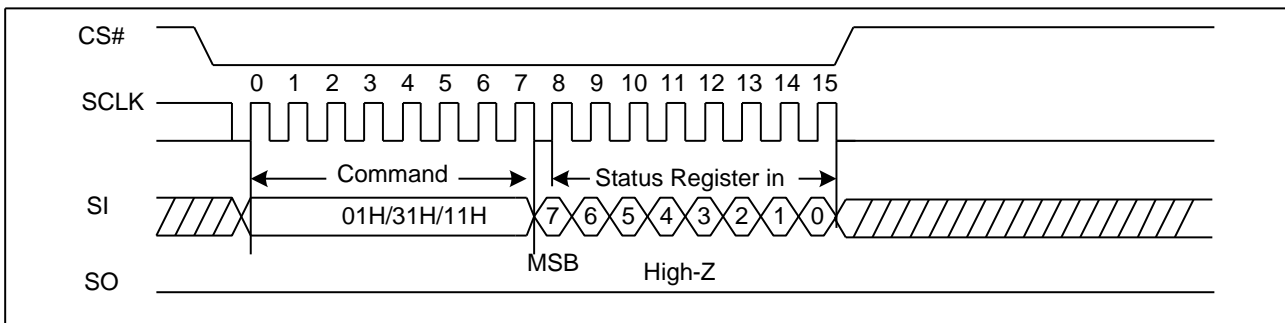 CS#
0 1 2 3 4 5 6 7 8 9 10 11 12 13 14 15
SCLK
Command
Status Register in
SI
01H/31H/11H
7 6 5 4 3 2 1 0
MSB
High-Z
SO